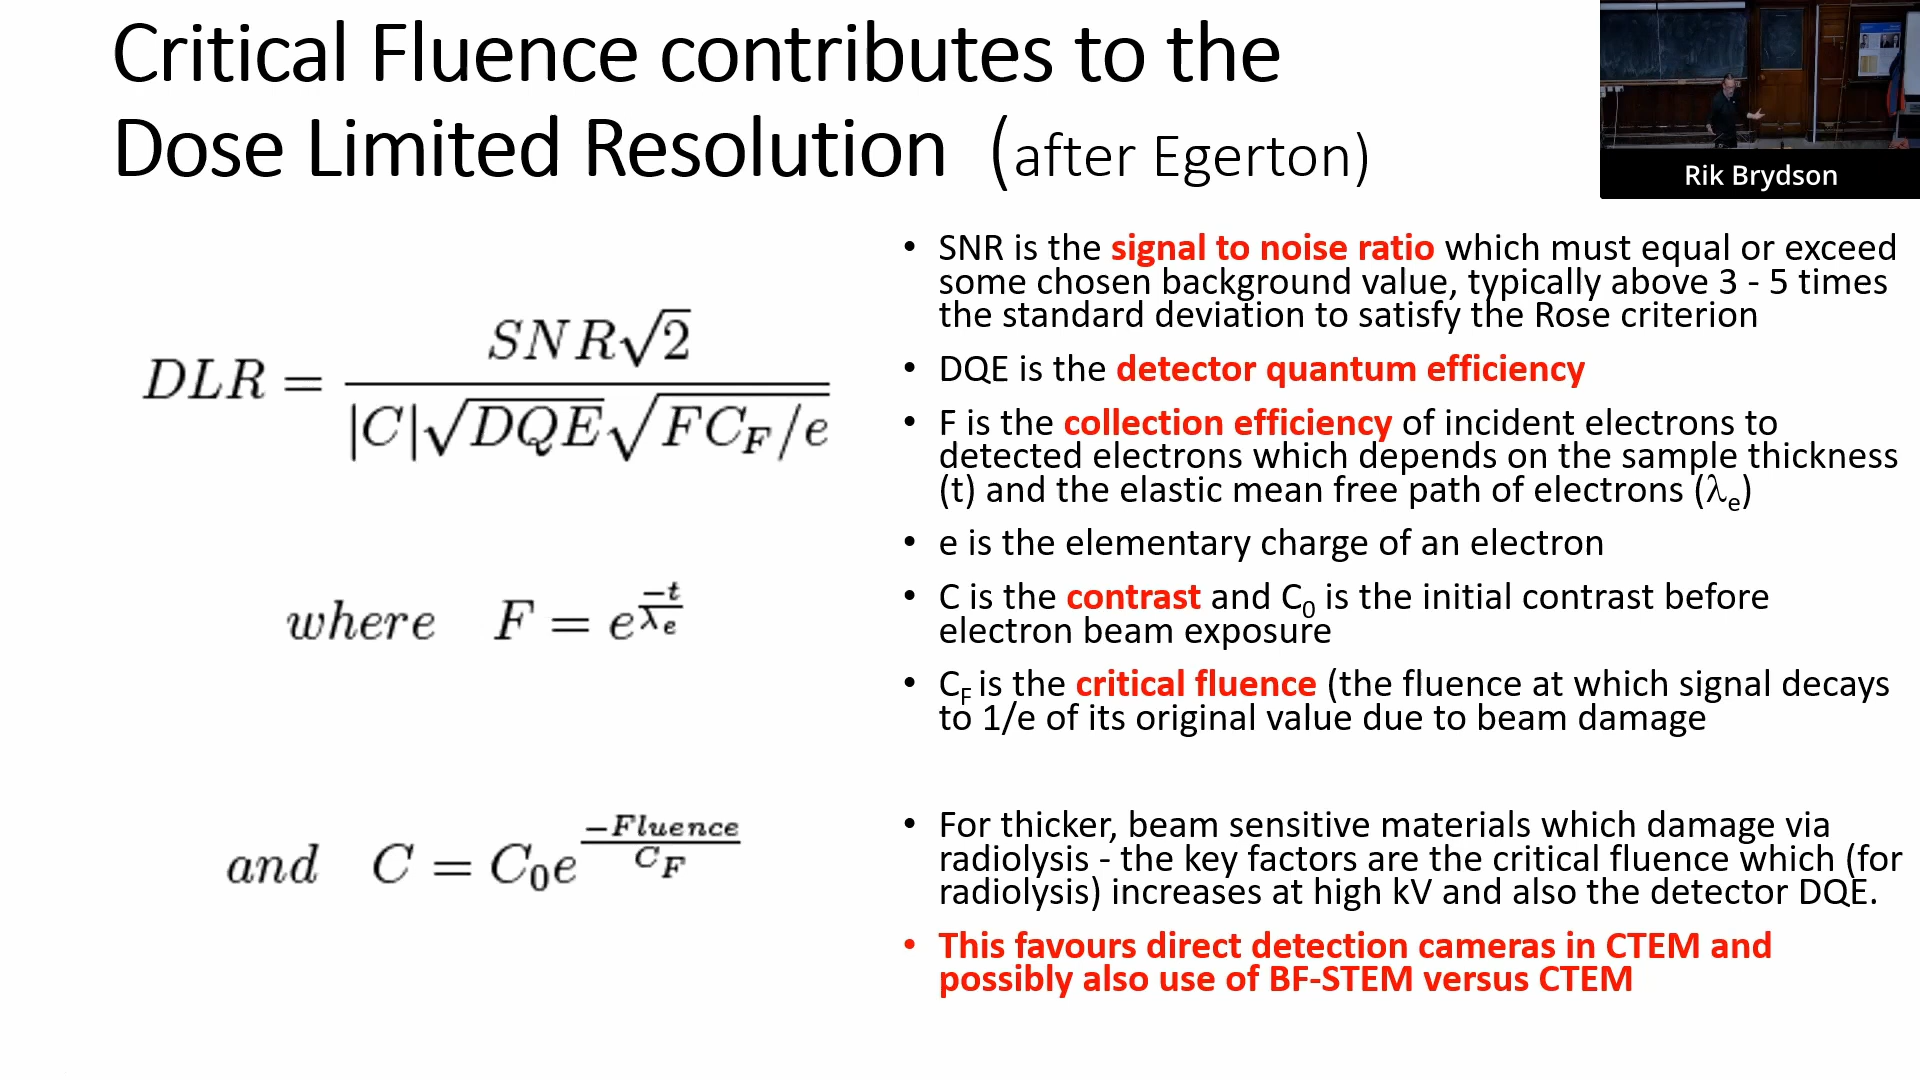 Critical Fluence contributes to the
Dose Limited Resolution (after Egerton)
Rik Brydson
DLR = SNR√2 / |C|√DQE√FC_F/e
where F = e^(-t/λ_e)
and C = C₀e^(-Fluence/C_F)
• SNR is the signal to noise ratio which must equal or exceed
some chosen background value, typically above 3 - 5 times
the standard deviation to satisfy the Rose criterion
• DQE is the detector quantum efficiency
• F is the collection efficiency of incident electrons to
detected electrons which depends on the sample thickness
(t) and the elastic mean free path of electrons (λₑ)
• e is the elementary charge of an electron
• C is the contrast and C₀ is the initial contrast before
electron beam exposure
• C_F is the critical fluence (the fluence at which signal decays
to 1/e of its original value due to beam damage
• For thicker, beam sensitive materials which damage via
radiolysis - the key factors are the critical fluence which (for
radiolysis) increases at high kV and also the detector DQE.
• This favours direct detection cameras in CTEM and
possibly also use of BF-STEM versus CTEM